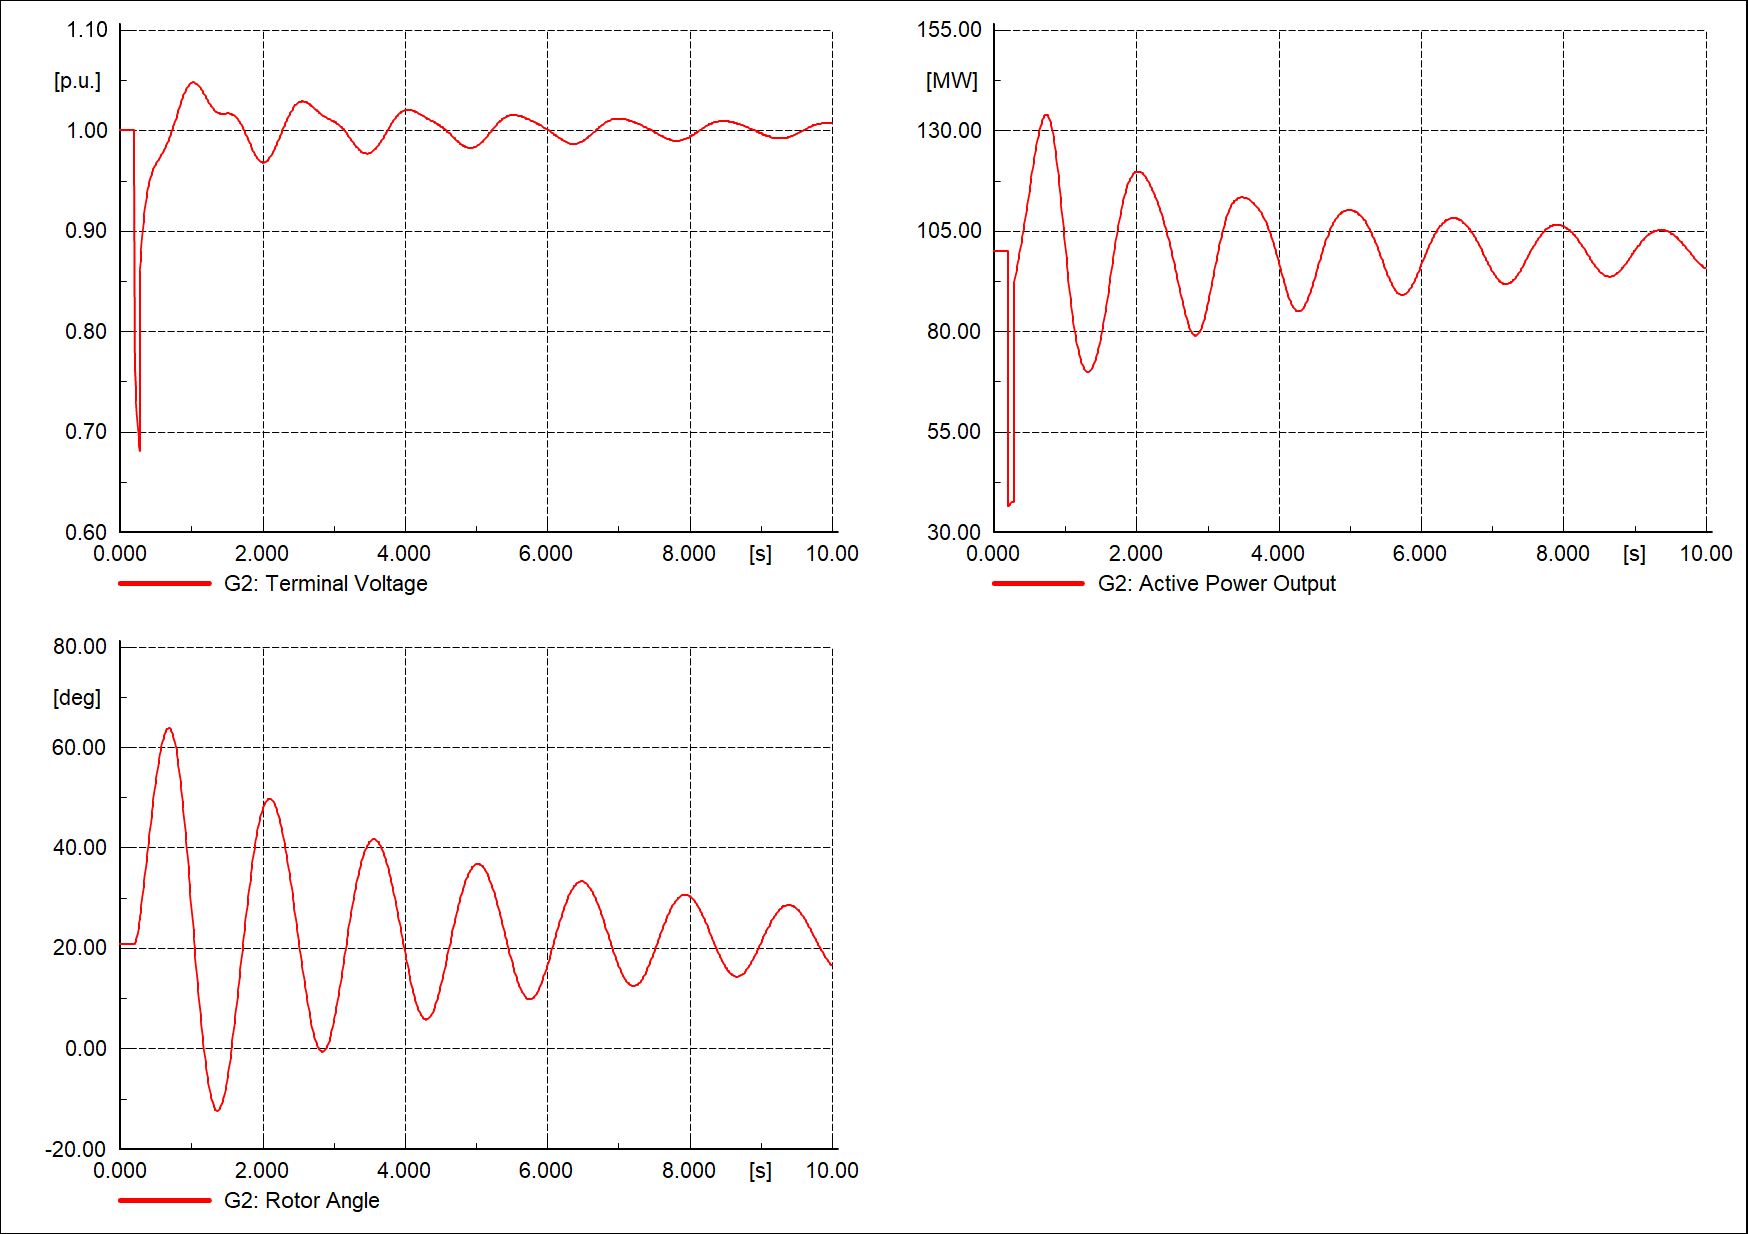 1.10
[p.u.]
1.00
0.90
0.80
0.70
0.60
0.000 2.000 4.000 6.000 8.000 [s] 10.00
G2: Terminal Voltage
155.00
[MW]
130.00
105.00
80.00
55.00
30.00
0.000 2.000 4.000 6.000 8.000 [s] 10.00
G2: Active Power Output
80.00
[deg]
60.00
40.00
20.00
0.00
-20.00
0.000 2.000 4.000 6.000 8.000 [s] 10.00
G2: Rotor Angle